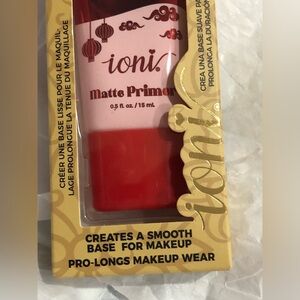 ioni
Matte Primer
0.5 fl. oz. / 15 mL
CRÉER UNE BASE LISSE POUR LE MAQUIL-
LAGE PROLONGUE LA TENUE DU MAQUILLAGE
CREA UNA BASE SUAVE PA
PROLONGA LA DURACIÓN
ioni
CREATES A SMOOTH
BASE FOR MAKEUP
PRO-LONGS MAKEUP WEAR